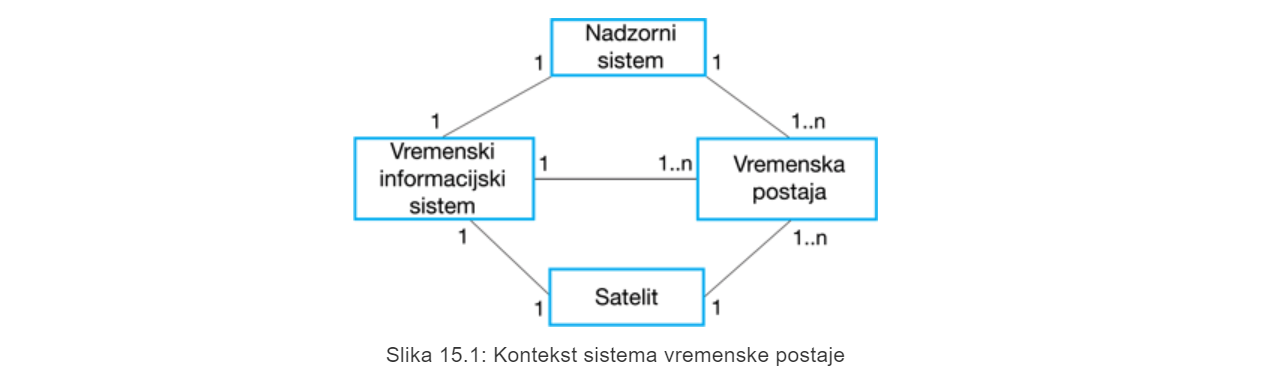 Nadzorni
sistem
1
1
1
1..n
Vremenski
informacijski
sistem
1
1..n
Vremenska
postaja
1
1..n
Satelit
1
1
Slika 15.1: Kontekst sistema vremenske postaje